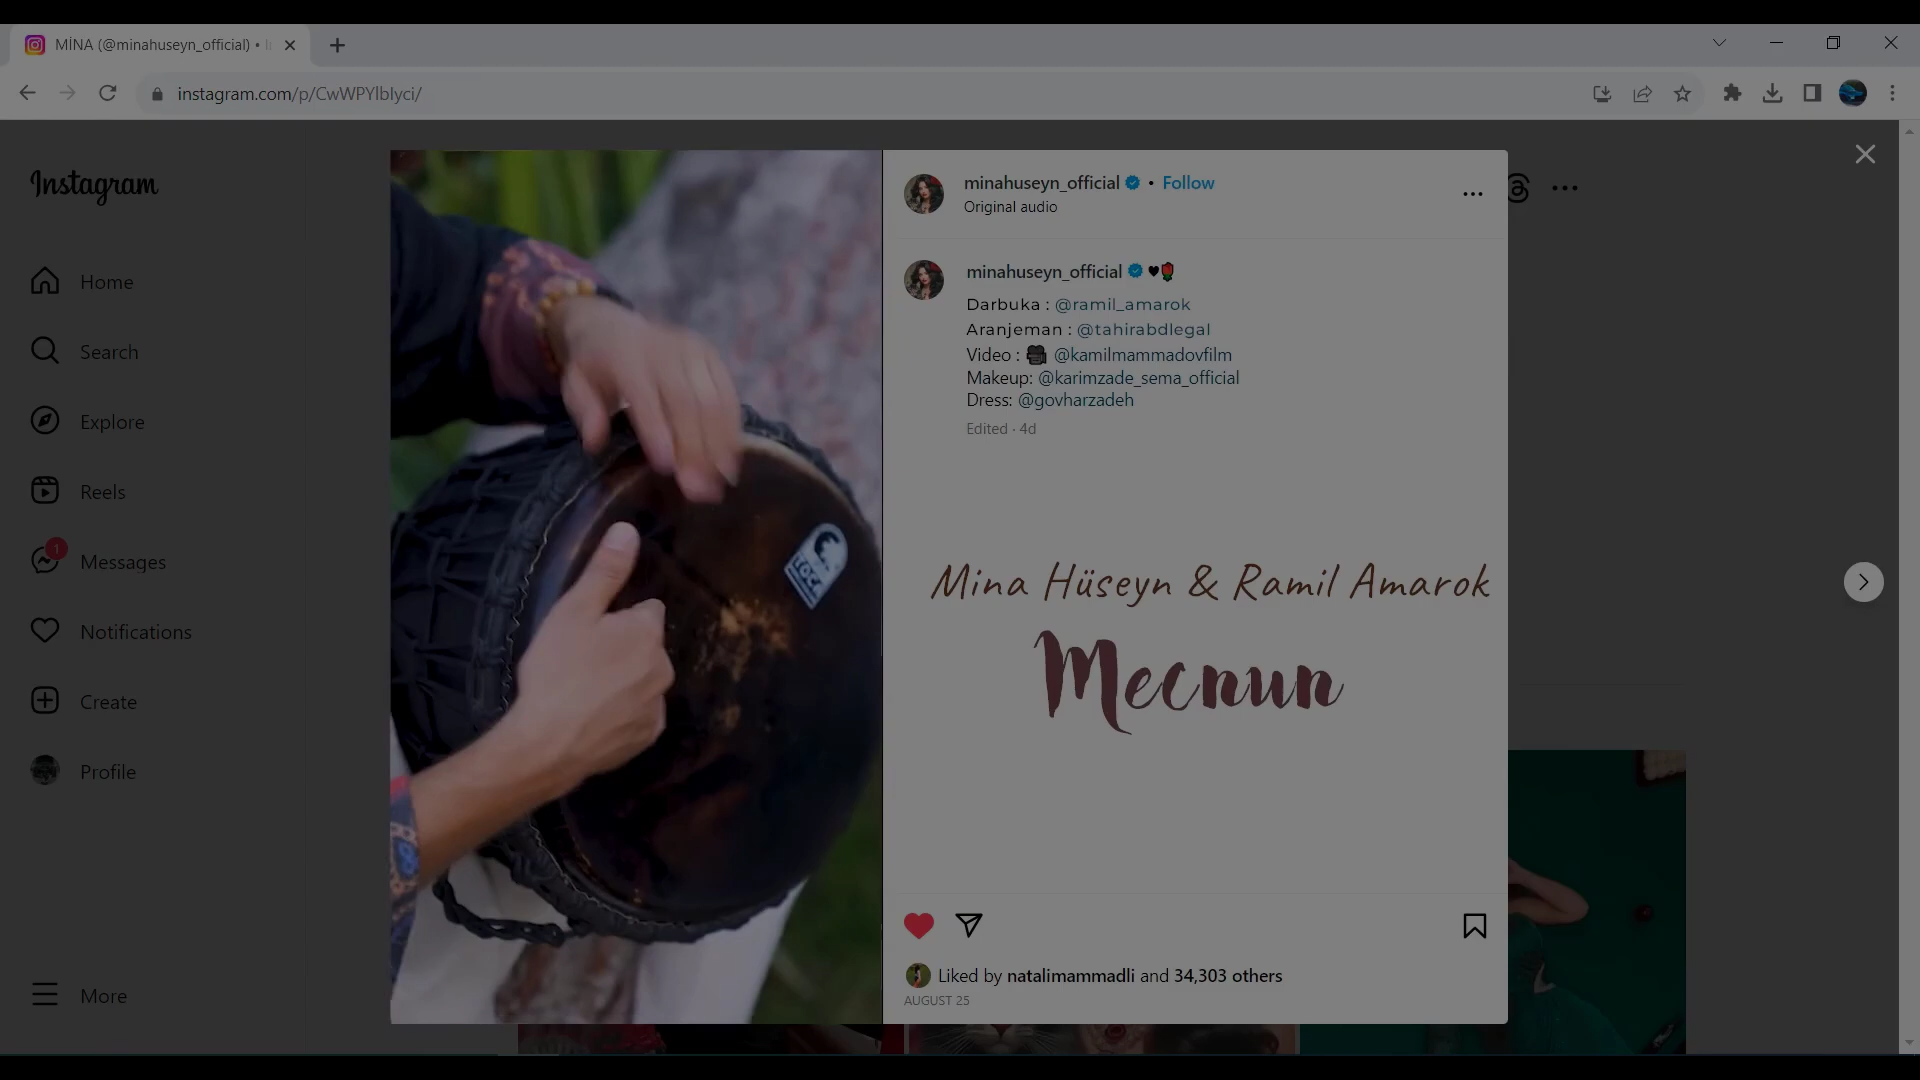 MİNA (@minahuseyn_official) •
instagram.com/p/CwWPYlbIyci/
Instagram
Home
Search
Explore
Reels
1
Messages
Notifications
Create
Profile
More
minahuseyn_official • Follow
Original audio
minahuseyn_official
Darbuka : @ramil_amarok
Aranjeman : @tahirabdlegal
Video : @kamilmammadovfilm
Makeup: @karimzade_sema_official
Dress: @govharzadeh
Edited · 4d
Mina Hüseyn & Ramil Amarok
Mecnun
Liked by natalimammadli and 34,303 others
AUGUST 25